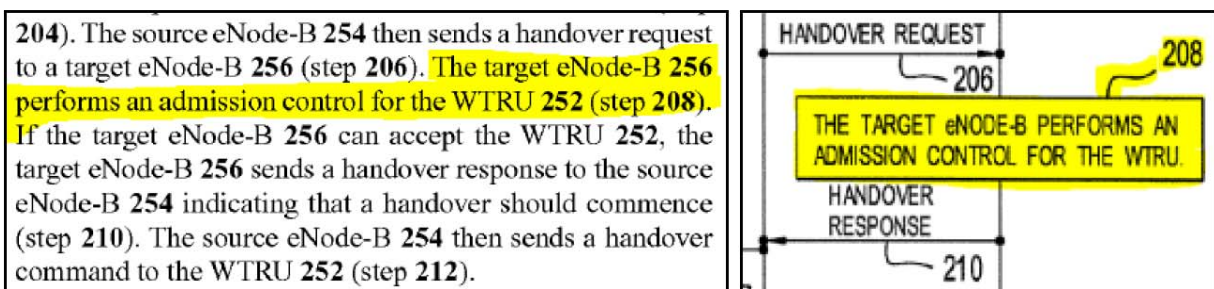 204). The source eNode-B 254 then sends a handover request
to a target eNode-B 256 (step 206). The target eNode-B 256
performs an admission control for the WTRU 252 (step 208).
If the target eNode-B 256 can accept the WTRU 252, the
target eNode-B 256 sends a handover response to the source
eNode-B 254 indicating that a handover should commence
(step 210). The source eNode-B 254 then sends a handover
command to the WTRU 252 (step 212).
HANDOVER REQUEST
206
208
THE TARGET eNODE-B PERFORMS AN
ADMISSION CONTROL FOR THE WTRU.
HANDOVER
RESPONSE
210